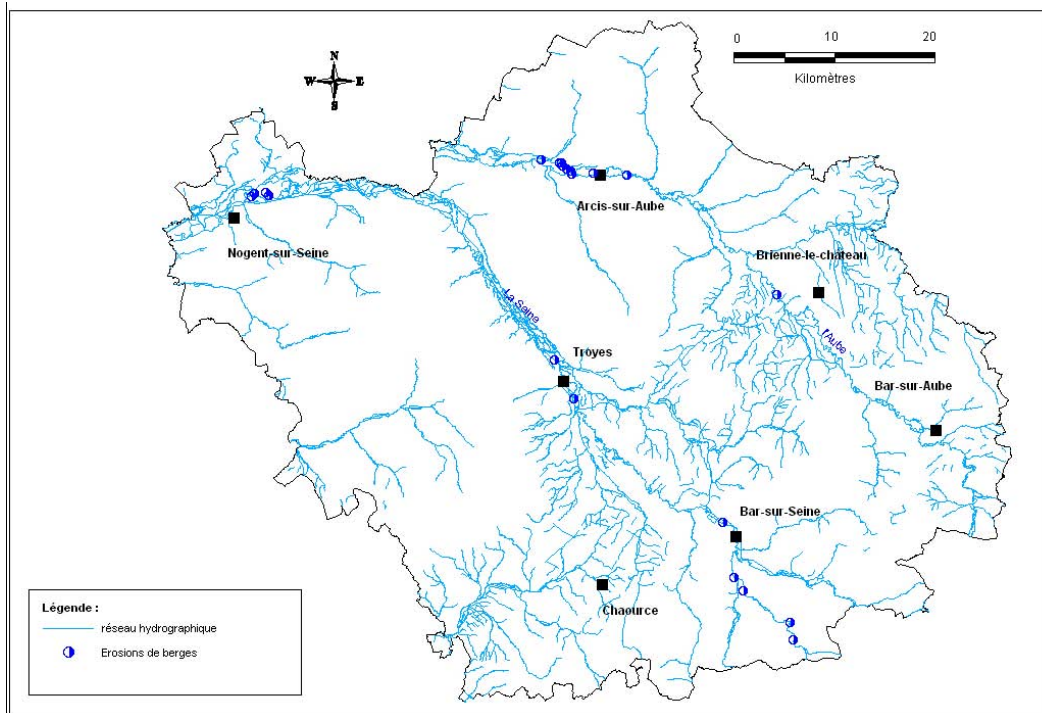 0 10 20
Kilomètres
N
W E
S
Arcis-sur-Aube
Nogent-sur-Seine
Brienne-le-château
La Seine
l'Aube
Troyes
Bar-sur-Aube
Bar-sur-Seine
Chaource
Légende :
réseau hydrographique
Erosions de berges